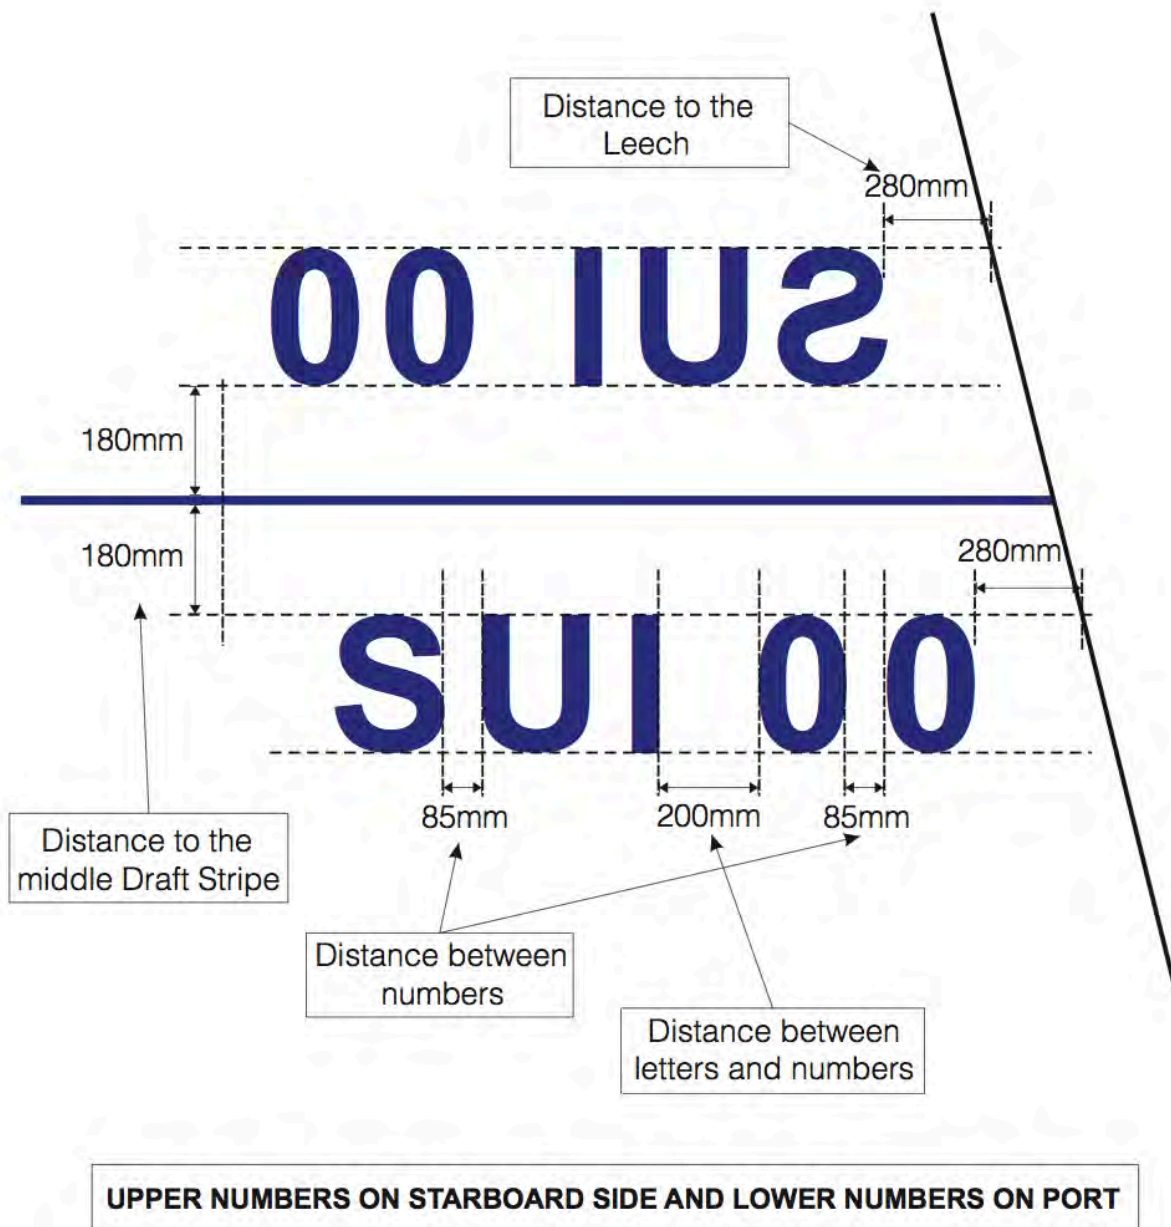 Distance to the
Leech
280mm
00 IUS
180mm
180mm
280mm
SUI 00
85mm
200mm
85mm
Distance to the
middle Draft Stripe
Distance between
numbers
Distance between
letters and numbers
UPPER NUMBERS ON STARBOARD SIDE AND LOWER NUMBERS ON PORT